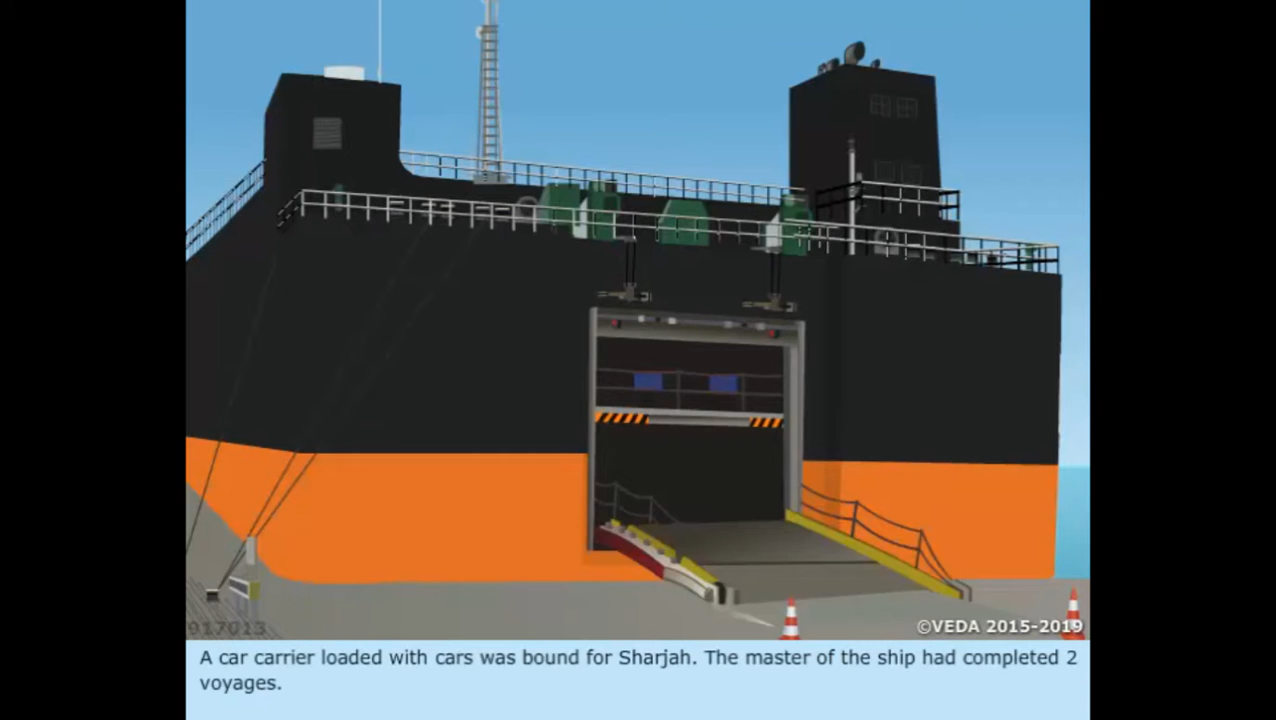 917013
©VEDA 2015-2019
A car carrier loaded with cars was bound for Sharjah. The master of the ship had completed 2
voyages.